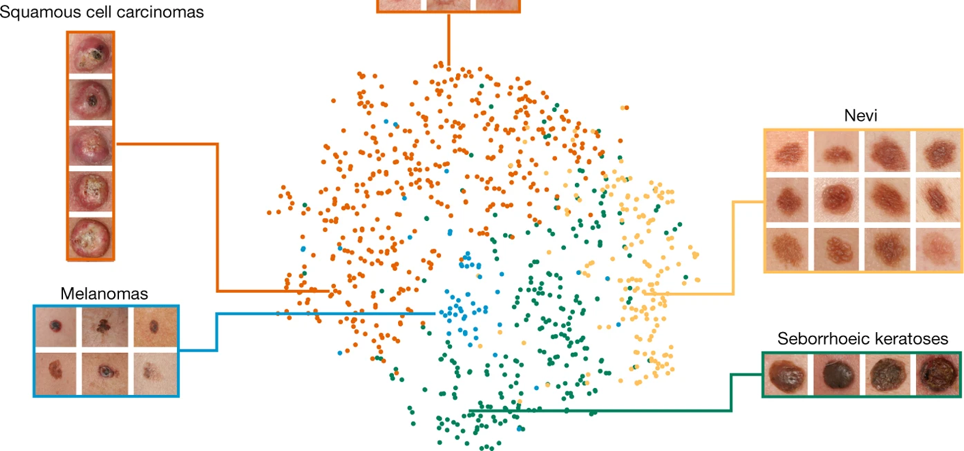 Squamous cell carcinomas
Nevi
Melanomas
Seborrhoeic keratoses